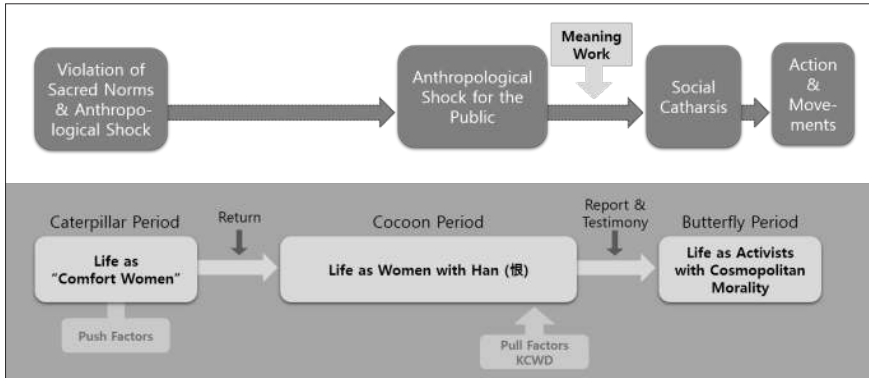 Meaning
Work
Violation of
Sacred Norms
& Anthropo-
logical Shock
Anthropological
Shock for the
Public
Social
Catharsis
Action
&
Move-
ments
Caterpillar Period
Return
Cocoon Period
Report &
Testimony
Butterfly Period
Life as
“Comfort Women”
Life as Women with Han (恨)
Life as Activists
with Cosmopolitan
Morality
Push Factors
Pull Factors
KCWD